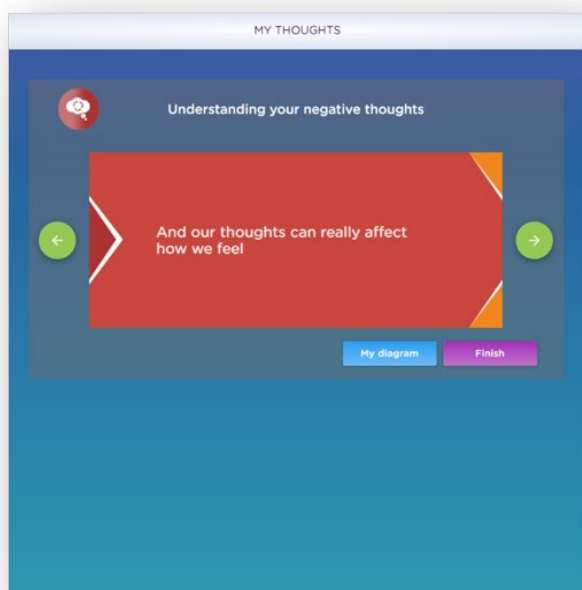 MY THOUGHTS
Understanding your negative thoughts
And our thoughts can really affect
how we feel
My diagram
Finish